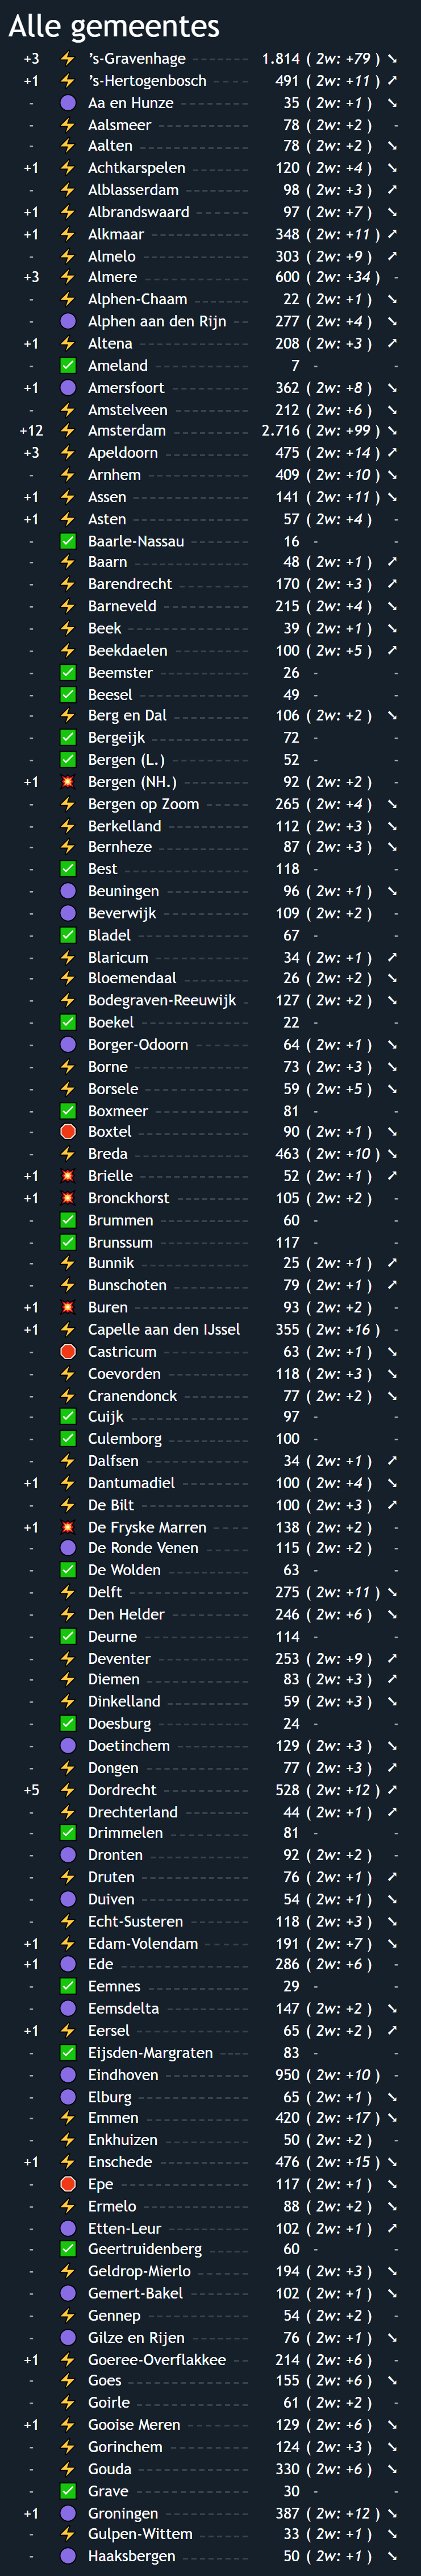 Alle gemeentes
+3 ⚡ ’s-Gravenhage 1.814 ( 2w: +79 ) ➘
+1 ⚡ ’s-Hertogenbosch 491 ( 2w: +11 ) ➚
- 🟣 Aa en Hunze 35 ( 2w: +1 ) ➘
- ⚡ Aalsmeer 78 ( 2w: +2 ) -
- ⚡ Aalten 78 ( 2w: +2 ) ➘
+1 ⚡ Achtkarspelen 120 ( 2w: +4 ) ➘
- ⚡ Alblasserdam 98 ( 2w: +3 ) ➚
+1 ⚡ Albrandswaard 97 ( 2w: +7 ) ➘
+1 ⚡ Alkmaar 348 ( 2w: +11 ) ➚
- ⚡ Almelo 303 ( 2w: +9 ) ➚
+3 ⚡ Almere 600 ( 2w: +34 ) -
- ⚡ Alphen-Chaam 22 ( 2w: +1 ) ➘
- 🟣 Alphen aan den Rijn 277 ( 2w: +4 ) ➘
+1 ⚡ Altena 208 ( 2w: +3 ) ➚
- ✅ Ameland 7 - -
+1 🟣 Amersfoort 362 ( 2w: +8 ) ➘
- ⚡ Amstelveen 212 ( 2w: +6 ) ➘
+12 ⚡ Amsterdam 2.716 ( 2w: +99 ) ➘
+3 ⚡ Apeldoorn 475 ( 2w: +14 ) ➚
- ⚡ Arnhem 409 ( 2w: +10 ) ➘
+1 ⚡ Assen 141 ( 2w: +11 ) ➘
+1 ⚡ Asten 57 ( 2w: +4 ) -
- ✅ Baarle-Nassau 16 - -
- ⚡ Baarn 48 ( 2w: +1 ) ➚
- ⚡ Barendrecht 170 ( 2w: +3 ) ➚
- ⚡ Barneveld 215 ( 2w: +4 ) ➘
- ⚡ Beek 39 ( 2w: +1 ) ➘
- ⚡ Beekdaelen 100 ( 2w: +5 ) ➚
- ✅ Beemster 26 - -
- ✅ Beesel 49 - -
- ⚡ Berg en Dal 106 ( 2w: +2 ) ➘
- ✅ Bergeijk 72 - -
- ✅ Bergen (L.) 52 - -
+1 💥 Bergen (NH.) 92 ( 2w: +2 ) -
- ⚡ Bergen op Zoom 265 ( 2w: +4 ) ➘
- ⚡ Berkelland 112 ( 2w: +3 ) ➘
- ⚡ Bernheze 87 ( 2w: +3 ) ➘
- ✅ Best 118 - -
- 🟣 Beuningen 96 ( 2w: +1 ) ➘
- 🟣 Beverwijk 109 ( 2w: +2 ) -
- ✅ Bladel 67 - -
- ⚡ Blaricum 34 ( 2w: +1 ) ➚
- ⚡ Bloemendaal 26 ( 2w: +2 ) ➘
- ⚡ Bodegraven-Reeuwijk 127 ( 2w: +2 ) ➘
- ✅ Boekel 22 - -
- 🟣 Borger-Odoorn 64 ( 2w: +1 ) ➘
- ⚡ Borne 73 ( 2w: +3 ) ➘
- ⚡ Borsele 59 ( 2w: +5 ) ➘
- ✅ Boxmeer 81 - -
- 🛑 Boxtel 90 ( 2w: +1 ) ➘
- ⚡ Breda 463 ( 2w: +10 ) ➘
+1 💥 Brielle 52 ( 2w: +1 ) ➚
+1 💥 Bronckhorst 105 ( 2w: +2 ) -
- ✅ Brummen 60 - -
- ✅ Brunssum 117 - -
- ⚡ Bunnik 25 ( 2w: +1 ) ➚
- ⚡ Bunschoten 79 ( 2w: +1 ) ➚
+1 💥 Buren 93 ( 2w: +2 ) -
+1 ⚡ Capelle aan den IJssel 355 ( 2w: +16 ) -
- 🛑 Castricum 63 ( 2w: +1 ) ➘
- ⚡ Coevorden 118 ( 2w: +3 ) ➘
- ⚡ Cranendonck 77 ( 2w: +2 ) ➘
- ✅ Cuijk 97 - -
- ✅ Culemborg 100 - -
- ⚡ Dalfsen 34 ( 2w: +1 ) ➚
+1 ⚡ Dantumadiel 100 ( 2w: +4 ) ➘
- ⚡ De Bilt 100 ( 2w: +3 ) ➚
+1 💥 De Fryske Marren 138 ( 2w: +2 ) -
- 🟣 De Ronde Venen 115 ( 2w: +2 ) -
- ✅ De Wolden 63 - -
- ⚡ Delft 275 ( 2w: +11 ) ➘
- ⚡ Den Helder 246 ( 2w: +6 ) ➘
- ✅ Deurne 114 - -
- ⚡ Deventer 253 ( 2w: +9 ) ➚
- ⚡ Diemen 83 ( 2w: +3 ) ➚
- ⚡ Dinkelland 59 ( 2w: +3 ) ➘
- ✅ Doesburg 24 - -
- 🟣 Doetinchem 129 ( 2w: +3 ) ➘
- ⚡ Dongen 77 ( 2w: +3 ) ➚
+5 ⚡ Dordrecht 528 ( 2w: +12 ) ➚
- ⚡ Drechterland 44 ( 2w: +1 ) ➚
- ✅ Drimmelen 81 - -
- 🟣 Dronten 92 ( 2w: +2 ) -
- ⚡ Druten 76 ( 2w: +1 ) ➚
- 🟣 Duiven 54 ( 2w: +1 ) ➘
- ⚡ Echt-Susteren 118 ( 2w: +3 ) ➘
+1 ⚡ Edam-Volendam 191 ( 2w: +7 ) ➘
+1 🟣 Ede 286 ( 2w: +6 ) -
- ✅ Eemnes 29 - -
- 🟣 Eemsdelta 147 ( 2w: +2 ) ➘
+1 ⚡ Eersel 65 ( 2w: +2 ) ➚
- ✅ Eijsden-Margraten 83 - -
- 🟣 Eindhoven 950 ( 2w: +10 ) -
- 🟣 Elburg 65 ( 2w: +1 ) ➘
- ⚡ Emmen 420 ( 2w: +17 ) ➘
- ⚡ Enkhuizen 50 ( 2w: +2 ) -
+1 ⚡ Enschede 476 ( 2w: +15 ) ➘
- 🛑 Epe 117 ( 2w: +1 ) ➘
- ⚡ Ermelo 88 ( 2w: +2 ) ➘
- 🟣 Etten-Leur 102 ( 2w: +1 ) ➚
- ✅ Geertruidenberg 60 - -
- ⚡ Geldrop-Mierlo 194 ( 2w: +3 ) ➘
- 🟣 Gemert-Bakel 102 ( 2w: +1 ) ➘
- ⚡ Gennep 54 ( 2w: +2 ) -
- 🟣 Gilze en Rijen 76 ( 2w: +1 ) ➘
+1 ⚡ Goeree-Overflakkee 214 ( 2w: +6 ) -
- ⚡ Goes 155 ( 2w: +6 ) ➘
- ⚡ Goirle 61 ( 2w: +2 ) -
+1 ⚡ Gooise Meren 129 ( 2w: +6 ) ➘
- ⚡ Gorinchem 124 ( 2w: +3 ) ➘
- ⚡ Gouda 330 ( 2w: +6 ) ➘
- ✅ Grave 30 - -
+1 🟣 Groningen 387 ( 2w: +12 ) ➘
- ⚡ Gulpen-Wittem 33 ( 2w: +1 ) ➘
- 🟣 Haaksbergen 50 ( 2w: +1 ) ➘